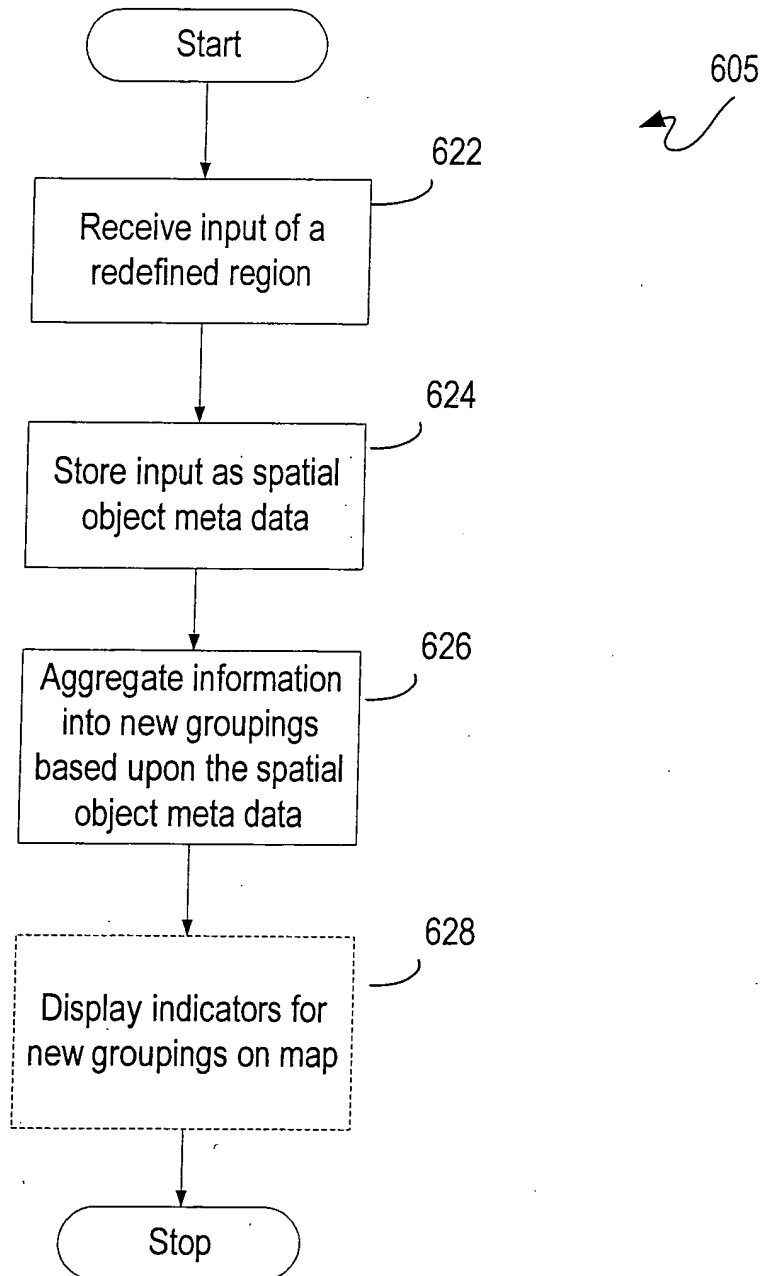 Start
605
622
Receive input of a
redefined region
624
Store input as spatial
object meta data
626
Aggregate information
into new groupings
based upon the spatial
object meta data
628
Display indicators for
new groupings on map
Stop